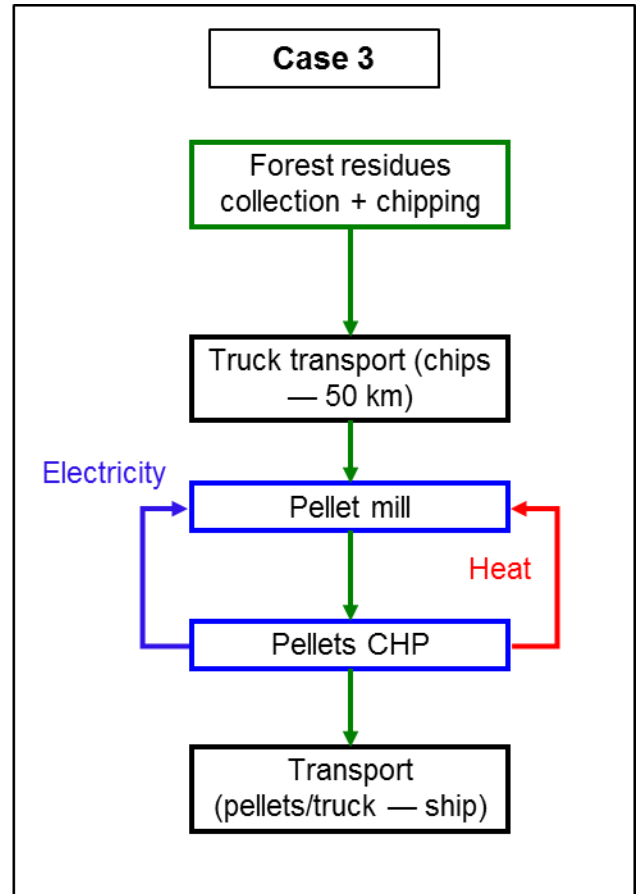 Case 3
Forest residues
collection + chipping
Truck transport (chips
— 50 km)
Electricity
Pellet mill
Heat
Pellets CHP
Transport
(pellets/truck — ship)